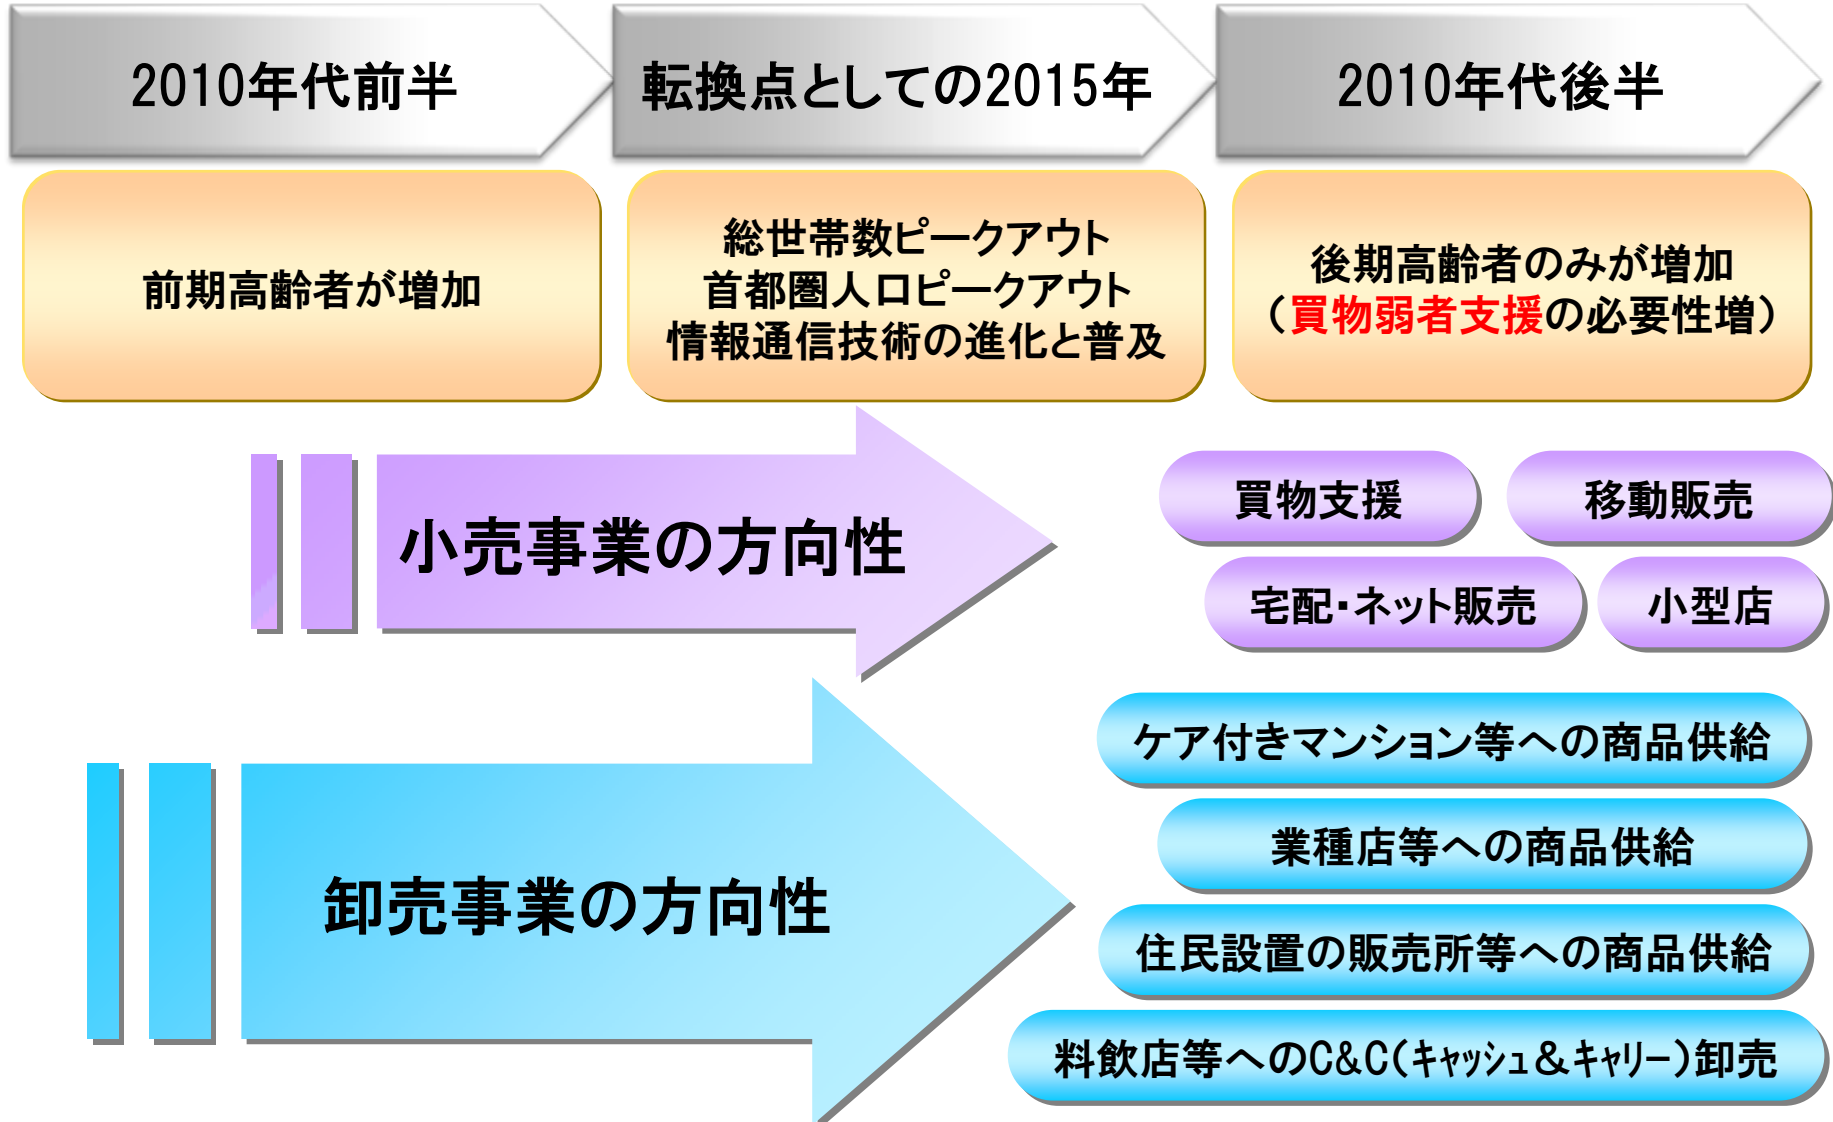 2010年代前半
転換点としての2015年
2010年代後半
前期高齢者が増加
総世帯数ピークアウト
首都圏人口ピークアウト
情報通信技術の進化と普及
後期高齢者のみが増加
（買物弱者支援の必要性増）
小売事業の方向性
買物支援
移動販売
宅配・ネット販売
小型店
卸売事業の方向性
ケア付きマンション等への商品供給
業種店等への商品供給
住民設置の販売所等への商品供給
料飲店等へのC&C(ｷｬｯｼｭ＆ｷｬﾘｰ)卸売